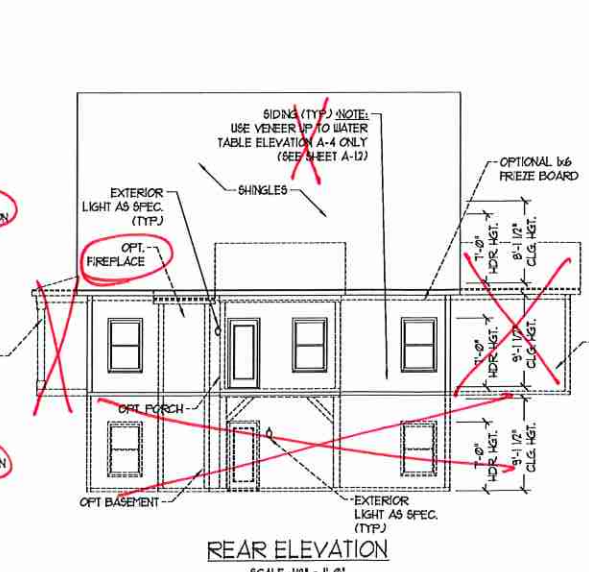 SIDING (TYP.) NOTE:
USE VENEER UP TO WATER
TABLE ELEVATION A-4 ONLY
(SEE SHEET A-12)
OPTIONAL 1x6
FRIEZE BOARD
SHINGLES
EXTERIOR
LIGHT AS SPEC.
(TYP.)
OPT.
FIREPLACE
7'-0"
HDR. HGT.
8'-1 1/2"
CLG. HGT.
7'-0"
HDR. HGT.
9'-1 1/2"
CLG. HGT.
OPT. PORCH
7'-0"
HDR. HGT.
9'-1 1/2"
CLG. HGT.
OPT BASEMENT
EXTERIOR
LIGHT AS SPEC.
(TYP.)
REAR ELEVATION